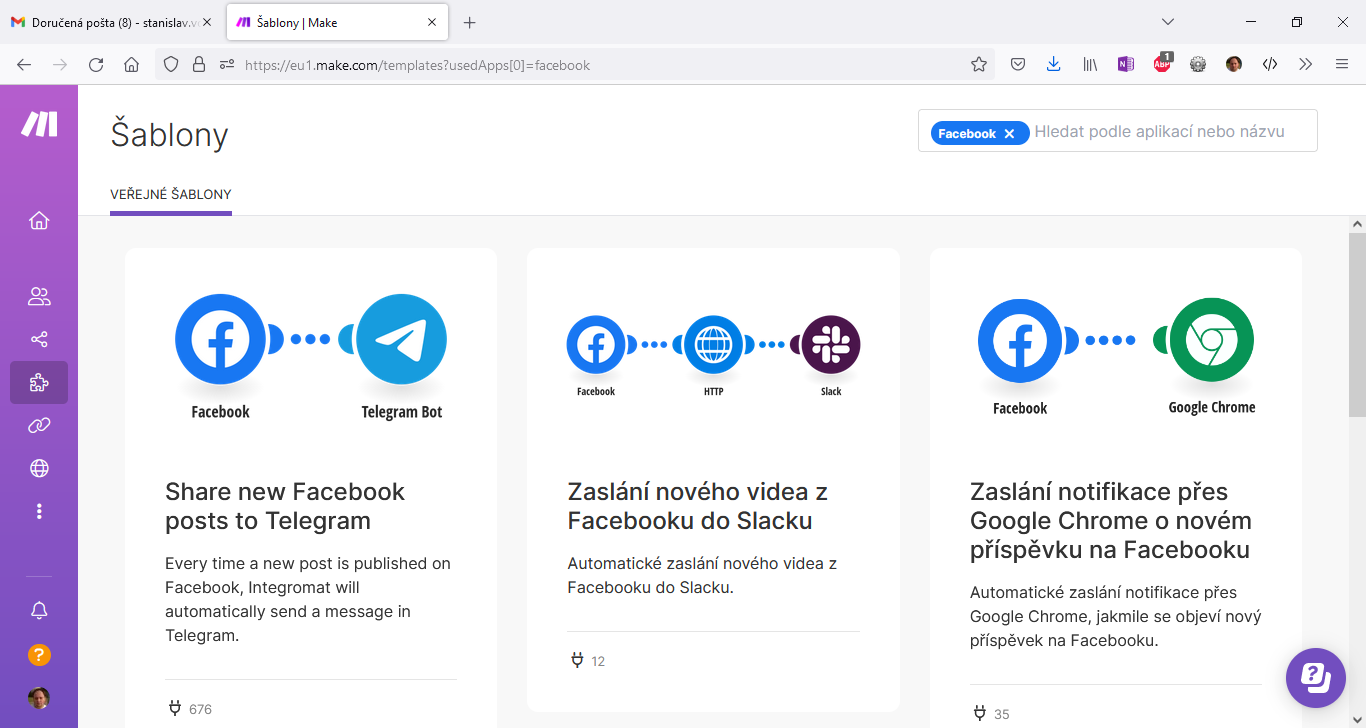 Doručená pošta (8) - stanislav.v
Šablony | Make
https://eu1.make.com/templates?usedApps[0]=facebook
N
ABP
1
Šablony
Facebook
Hledat podle aplikací nebo názvu
VEŘEJNÉ ŠABLONY
Facebook
Telegram Bot
Share new Facebook
posts to Telegram
Every time a new post is published on
Facebook, Integromat will
automatically send a message in
Telegram.
676
Facebook
HTTP
Slack
Zaslání nového videa z
Facebooku do Slacku
Automatické zaslání nového videa z
Facebooku do Slacku.
12
Facebook
Google Chrome
Zaslání notifikace přes
Google Chrome o novém
příspěvku na Facebooku
Automatické zaslání notifikace přes
Google Chrome, jakmile se objeví nový
příspěvek na Facebooku.
35
?
?